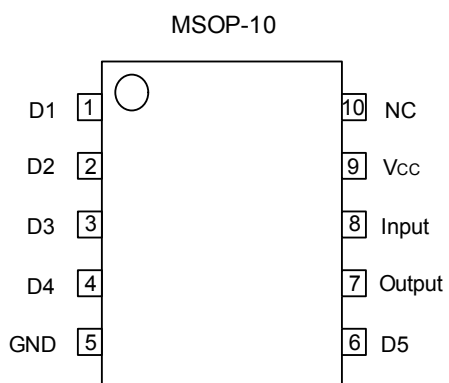 MSOP-10
D1 1 10 NC
D2 2 9 Vcc
D3 3 8 Input
D4 4 7 Output
GND 5 6 D5